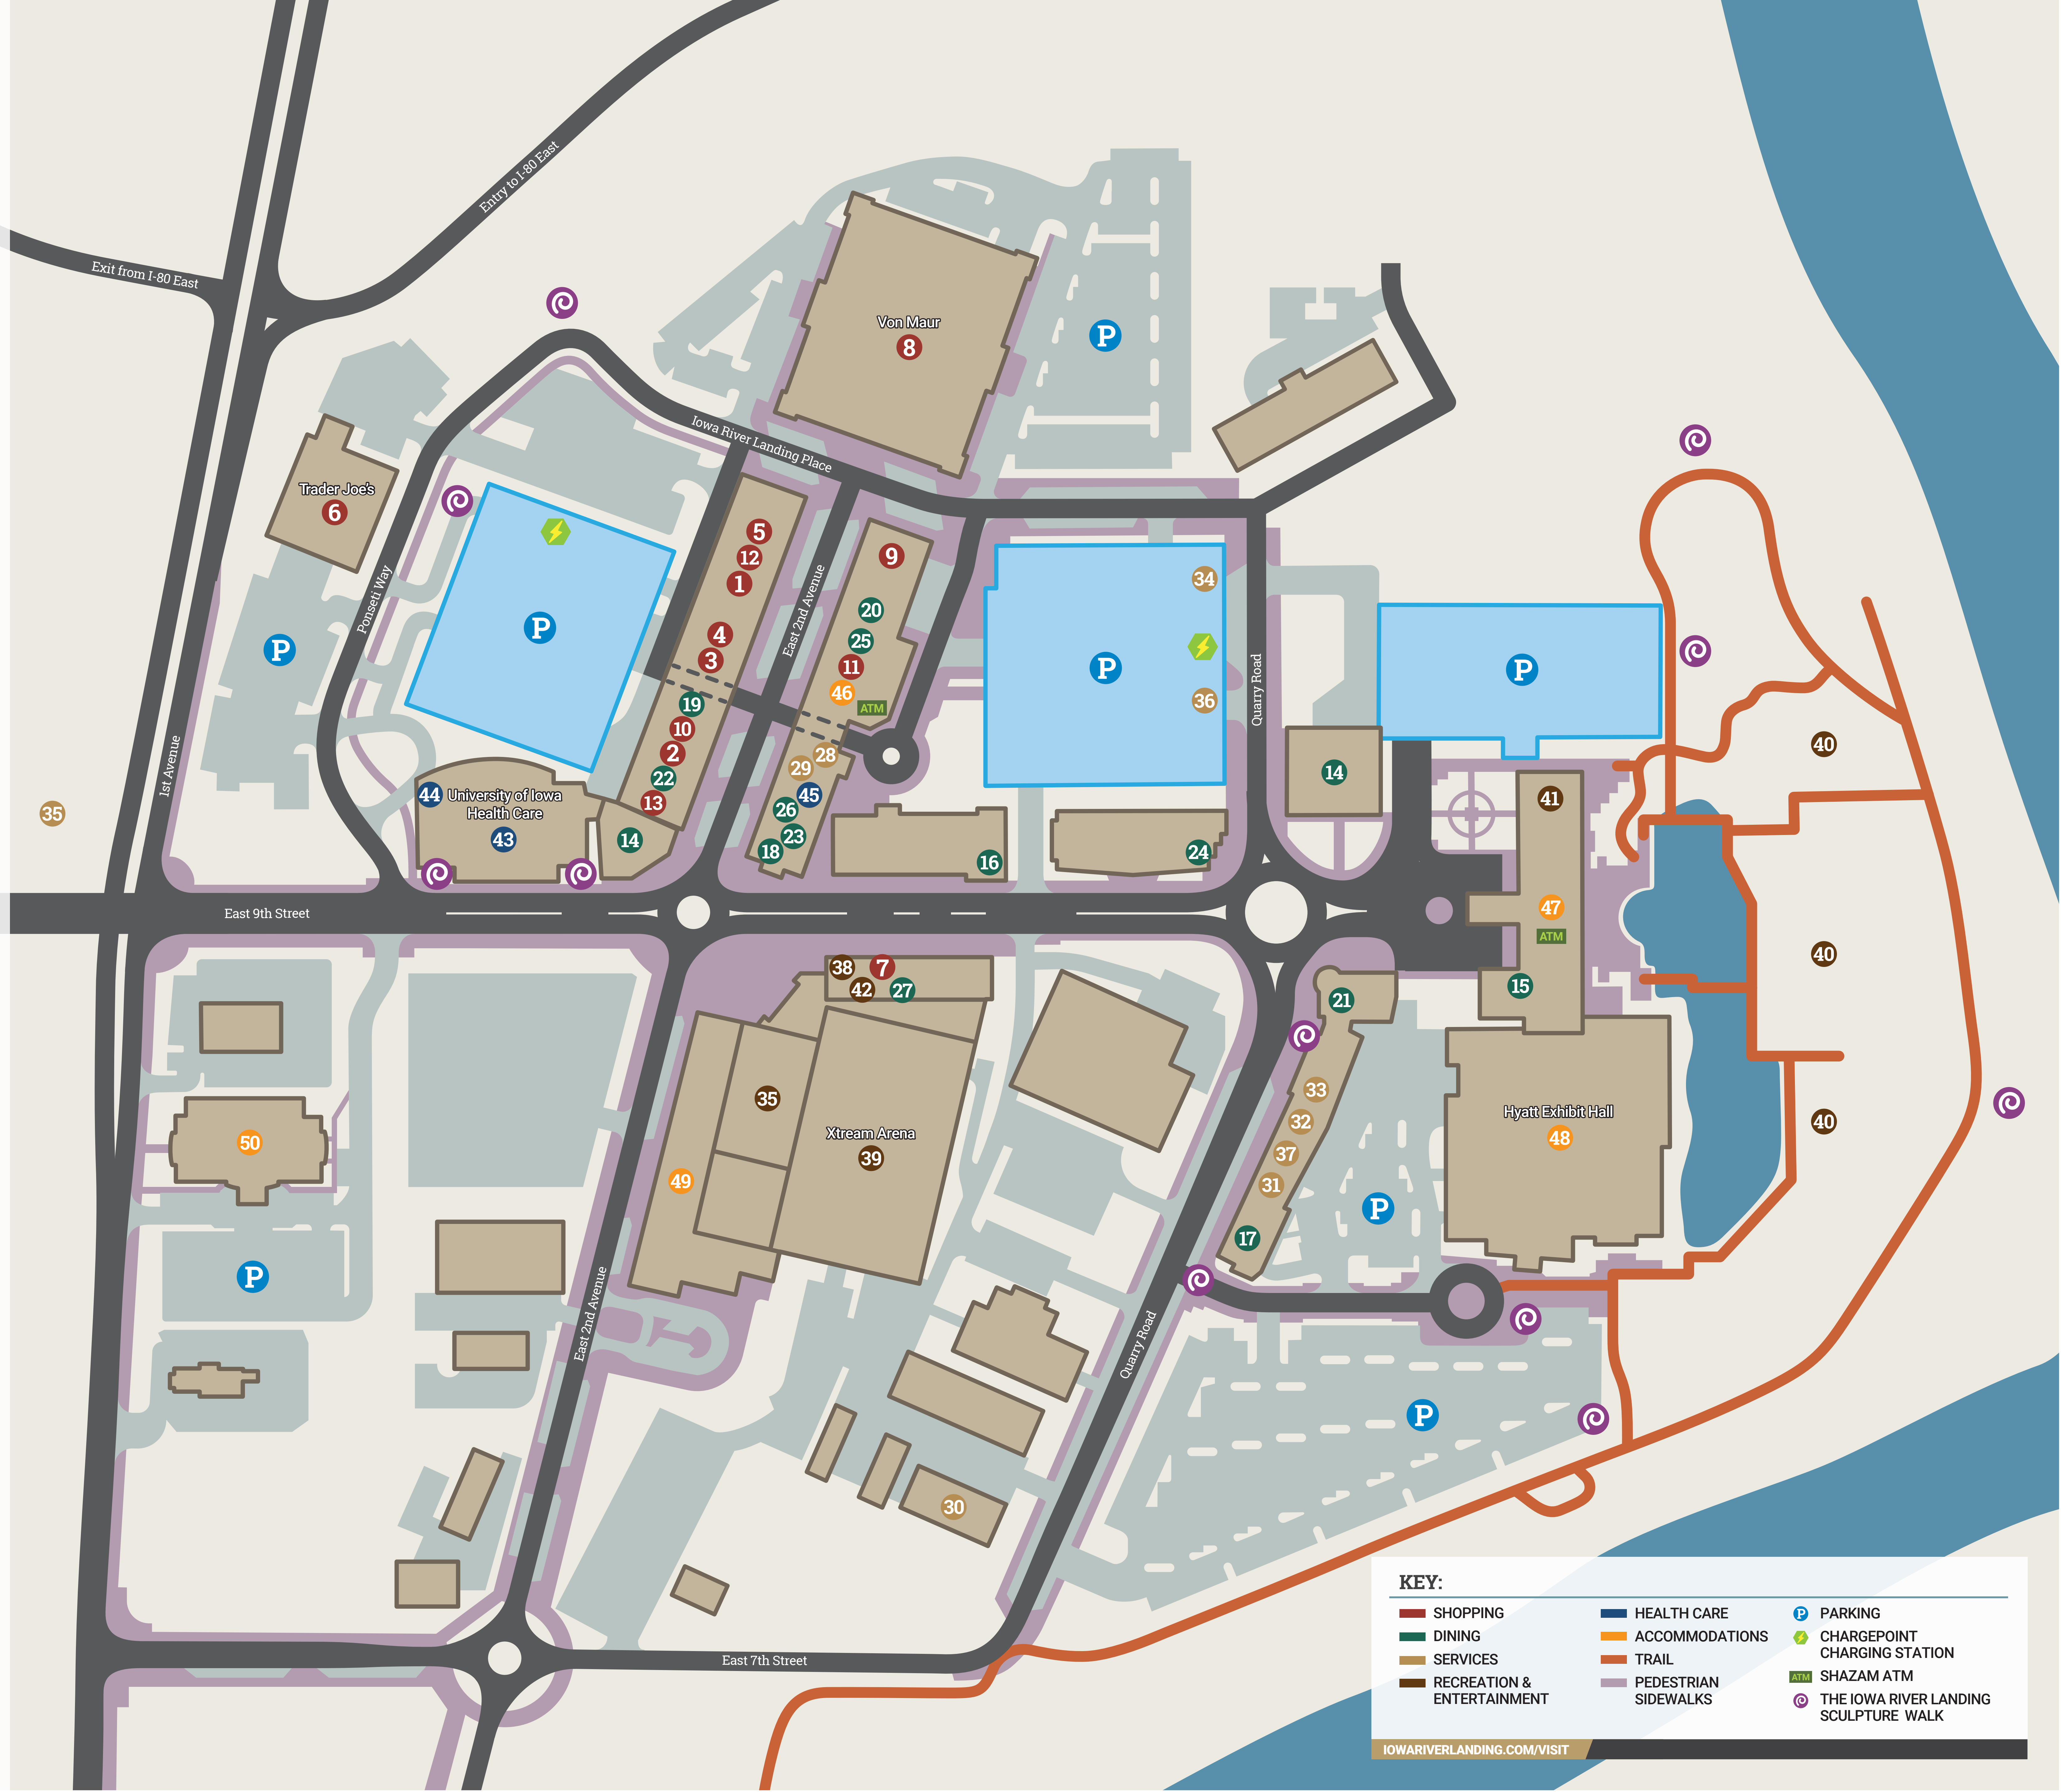 Entry to I-80 East
Exit from I-80 East
Von Maur
8
P
Iowa River Landing Place
Trader Joe's
6
5
12
1
9
34
20
4
25
3
11
46
ATM
P
Ponseti Way
P
East 2nd Avenue
P
36
Quarry Road
P
19
10
2
22
13
28
29
45
26
23
18
40
1st Avenue
35
44
University of Iowa
Health Care
43
14
16
24
14
41
47
ATM
East 9th Street
38
7
42
27
21
15
40
35
Xtream Arena
39
49
50
33
32
37
31
17
Hyatt Exhibit Hall
48
40
P
P
East 2nd Avenue
Quarry Road
P
30
East 7th Street
KEY:
SHOPPING
DINING
SERVICES
RECREATION &
ENTERTAINMENT
HEALTH CARE
ACCOMMODATIONS
TRAIL
PEDESTRIAN
SIDEWALKS
P PARKING
CHARGEPOINT
CHARGING STATION
ATM SHAZAM ATM
THE IOWA RIVER LANDING
SCULPTURE WALK
IOWARIVERLANDING.COM/VISIT